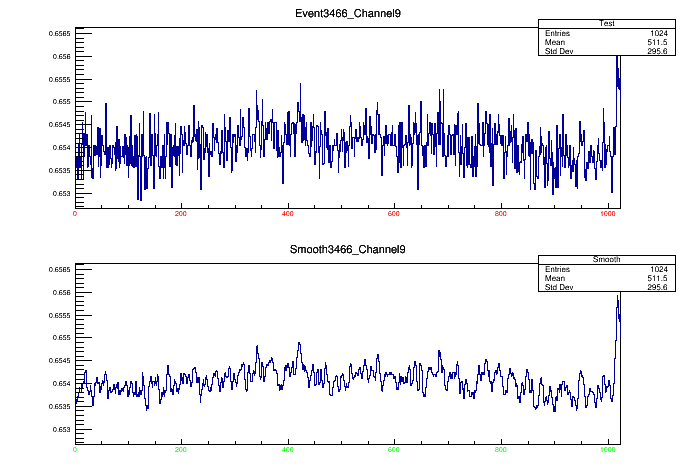 Event3466_Channel9
Test
Entries 1024
Mean 511.5
Std Dev 295.6
0.6565
0.656
0.6555
0.655
0.6545
0.654
0.6535
0.653
0 200 400 600 800 1000
Smooth3466_Channel9
Smooth
Entries 1024
Mean 511.5
Std Dev 295.6
0.6565
0.656
0.6555
0.655
0.6545
0.654
0.6535
0.653
0 200 400 600 800 1000